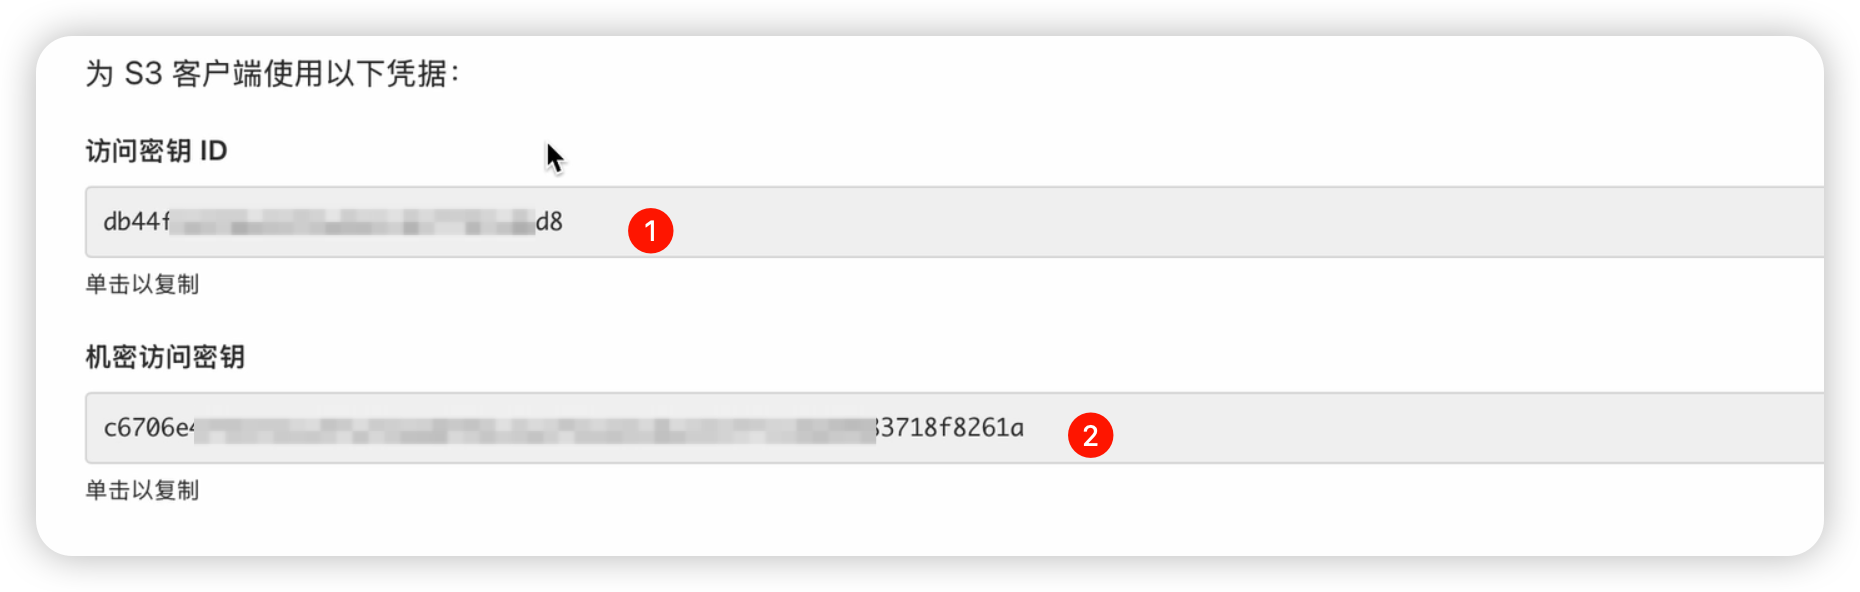 为 S3 客户端使用以下凭据：
访问密钥 ID
db44f d8
1
单击以复制
机密访问密钥
c6706e 3718f8261a
2
单击以复制